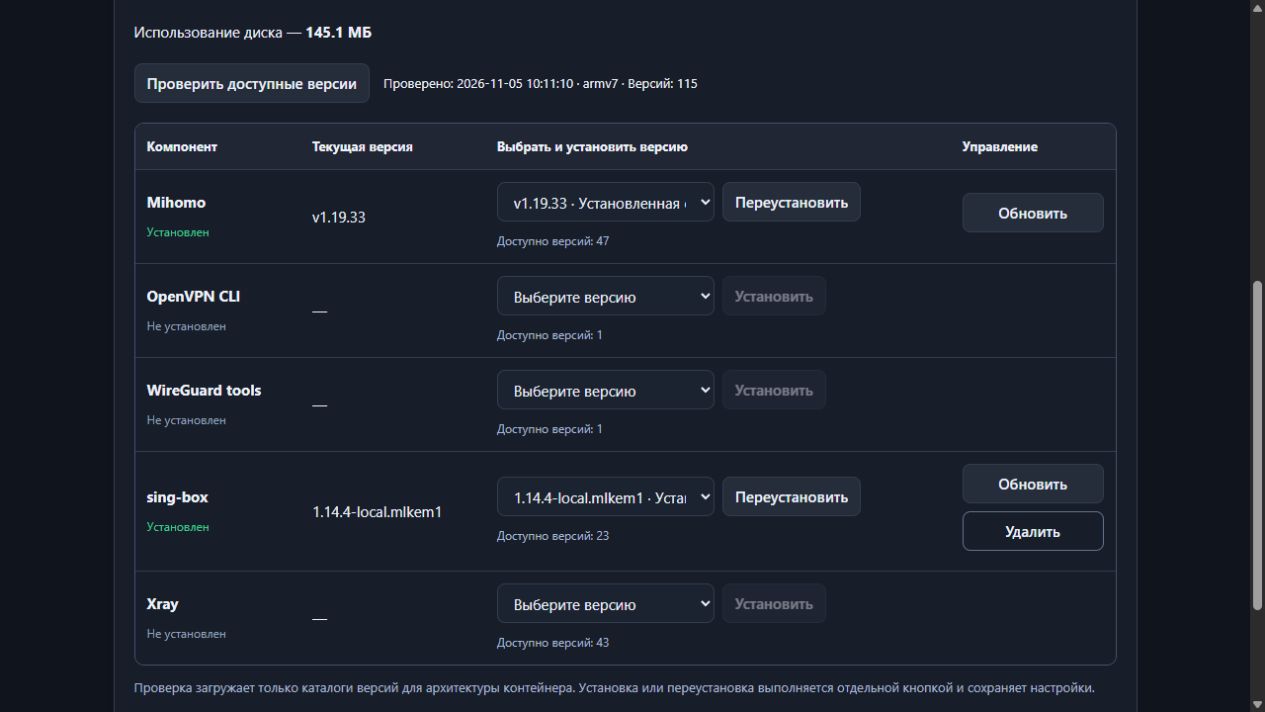 Использование диска — 145.1 МБ
Проверить доступные версии Проверено: 2026-11-05 10:11:10 · armv7 · Версий: 115
Компонент Текущая версия Выбрать и установить версию Управление
Mihomo
Установлен
v1.19.33
v1.19.33 · Установленная
Переустановить
Доступно версий: 47
Обновить
OpenVPN CLI
Не установлен
—
Выберите версию
Установить
Доступно версий: 1
WireGuard tools
Не установлен
—
Выберите версию
Установить
Доступно версий: 1
sing-box
Установлен
1.14.4-local.mlkem1
1.14.4-local.mlkem1 · Уста
Переустановить
Доступно версий: 23
Обновить
Удалить
Xray
Не установлен
—
Выберите версию
Установить
Доступно версий: 43
Проверка загружает только каталоги версий для архитектуры контейнера. Установка или переустановка выполняется отдельной кнопкой и сохраняет настройки.